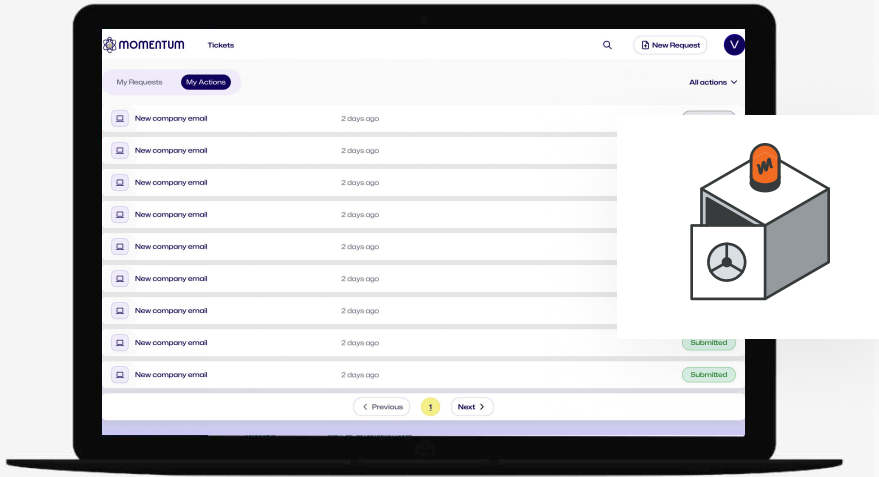 MOMENTUM Tickets New Request V
My Requests My Actions All actions
New company email 2 days ago
New company email 2 days ago
New company email 2 days ago
New company email 2 days ago
New company email 2 days ago
New company email 2 days ago
New company email 2 days ago
New company email 2 days ago Submitted
New company email 2 days ago Submitted
Previous 1 Next